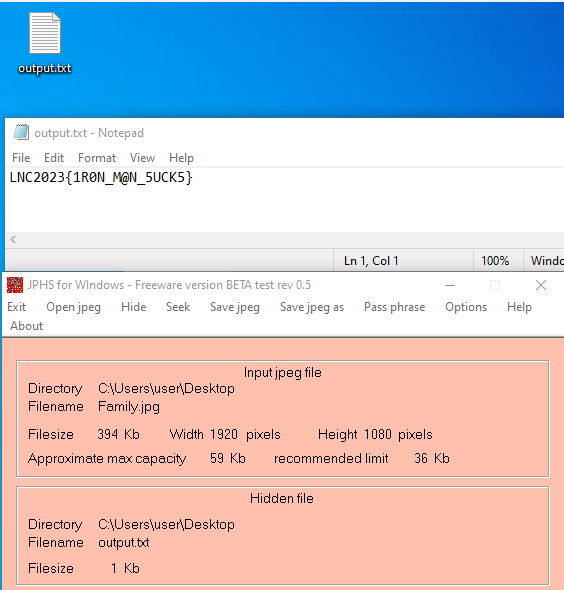 output.txt
output.txt - Notepad
File Edit Format View Help
LNC2023{1R0N_M@N_5UCK5}
Ln 1, Col 1 100% Windo
JPHS for WIndows - Freeware version BETA test rev 0.5
Exit Open jpeg Hide Seek Save jpeg Save jpeg as Pass phrase Options Help
About
Input jpeg file
Directory C:\Users\user\Desktop
Filename Family.jpg
Filesize 394 Kb Width 1920 pixels Height 1080 pixels
Approximate max capacity 59 Kb recommended limit 36 Kb
Hidden file
Directory C:\Users\user\Desktop
Filename output.txt
Filesize 1 Kb